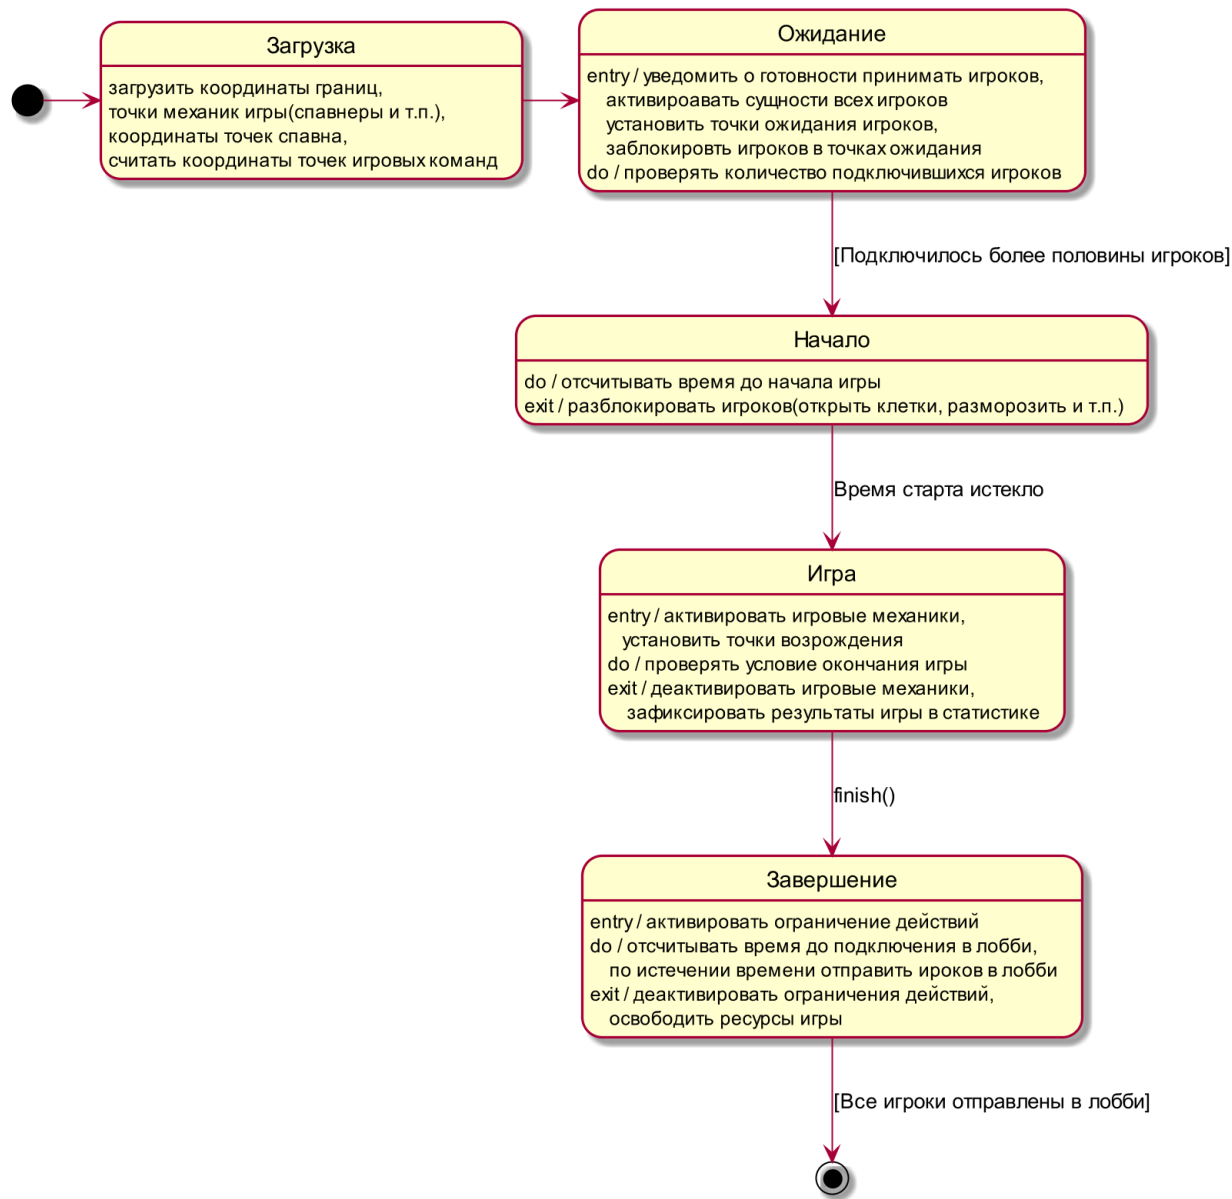 Загрузка
загрузить координаты границ,
точки механик игры(спавнеры и т.п.),
координаты точек спавна,
считать координаты точек игровых команд
Ожидание
entry / уведомить о готовности принимать игроков,
активироавать сущности всех игроков
установить точки ожидания игроков,
заблокировть игроков в точках ожидания
do / проверять количество подключившихся игроков
[Подключилось более половины игроков]
Начало
do / отсчитывать время до начала игры
exit / разблокировать игроков(открыть клетки, разморозить и т.п.)
Время старта истекло
Игра
entry / активировать игровые механики,
установить точки возрождения
do / проверять условие окончания игры
exit / деактивировать игровые механики,
зафиксировать результаты игры в статистике
finish()
Завершение
entry / активировать ограничение действий
do / отсчитывать время до подключения в лобби,
по истечении времени отправить ироков в лобби
exit / деактивировать ограничения действий,
освободить ресурсы игры
[Все игроки отправлены в лобби]